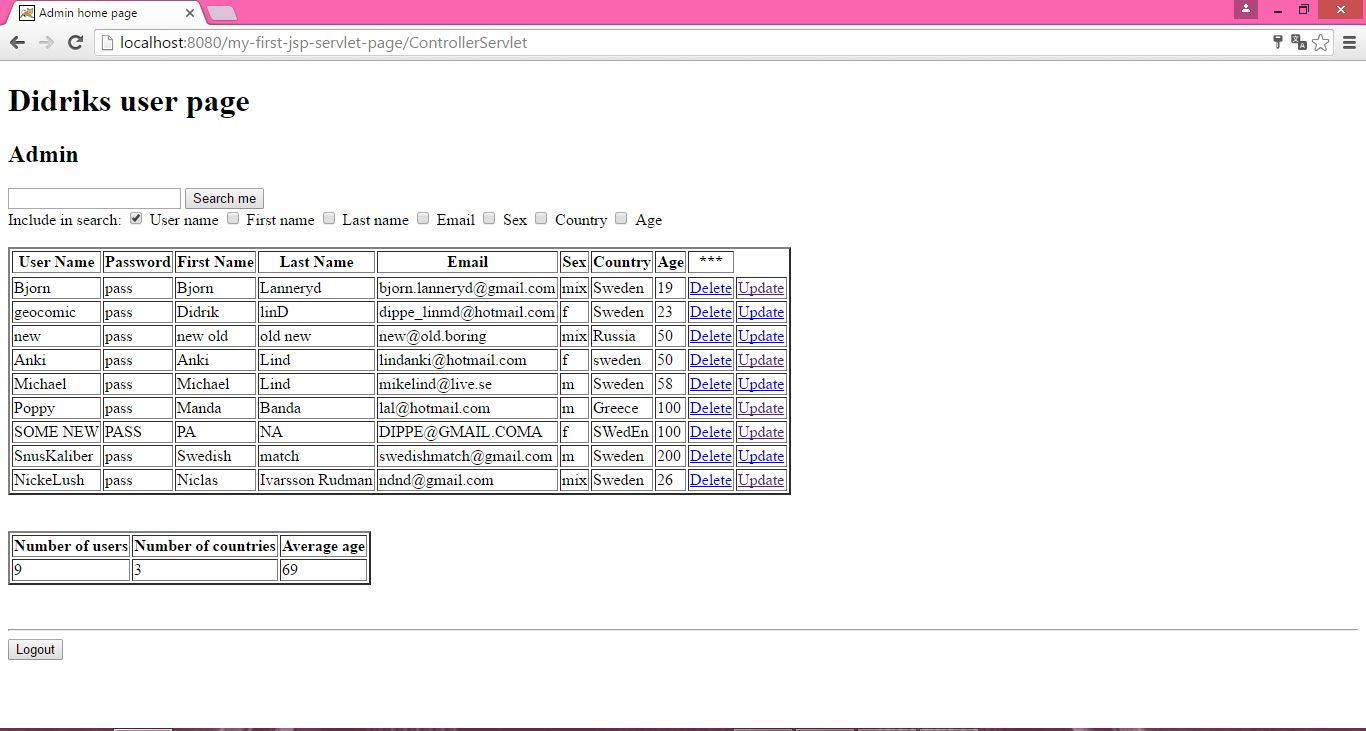 Admin home page
localhost:8080/my-first-jsp-servlet-page/ControllerServlet
Didriks user page
Admin
Search me
Include in search: User name First name Last name Email Sex Country Age
User Name Password First Name Last Name Email Sex Country Age ***
Bjorn pass Bjorn Lanneryd bjorn.lanneryd@gmail.com mix Sweden 19 Delete Update
geocomic pass Didrik linD dippe_linmd@hotmail.com f Sweden 23 Delete Update
new pass new old old new new@old.boring mix Russia 50 Delete Update
Anki pass Anki Lind lindanki@hotmail.com f sweden 50 Delete Update
Michael pass Michael Lind mikelind@live.se m Sweden 58 Delete Update
Poppy pass Manda Banda lal@hotmail.com m Greece 100 Delete Update
SOME NEW PASS PA NA DIPPE@GMAIL.COMA f SWedEn 100 Delete Update
SnusKaliber pass Swedish match swedishmatch@gmail.com m Sweden 200 Delete Update
NickeLush pass Niclas Ivarsson Rudman ndnd@gmail.com mix Sweden 26 Delete Update
Number of users Number of countries Average age
9 3 69
Logout